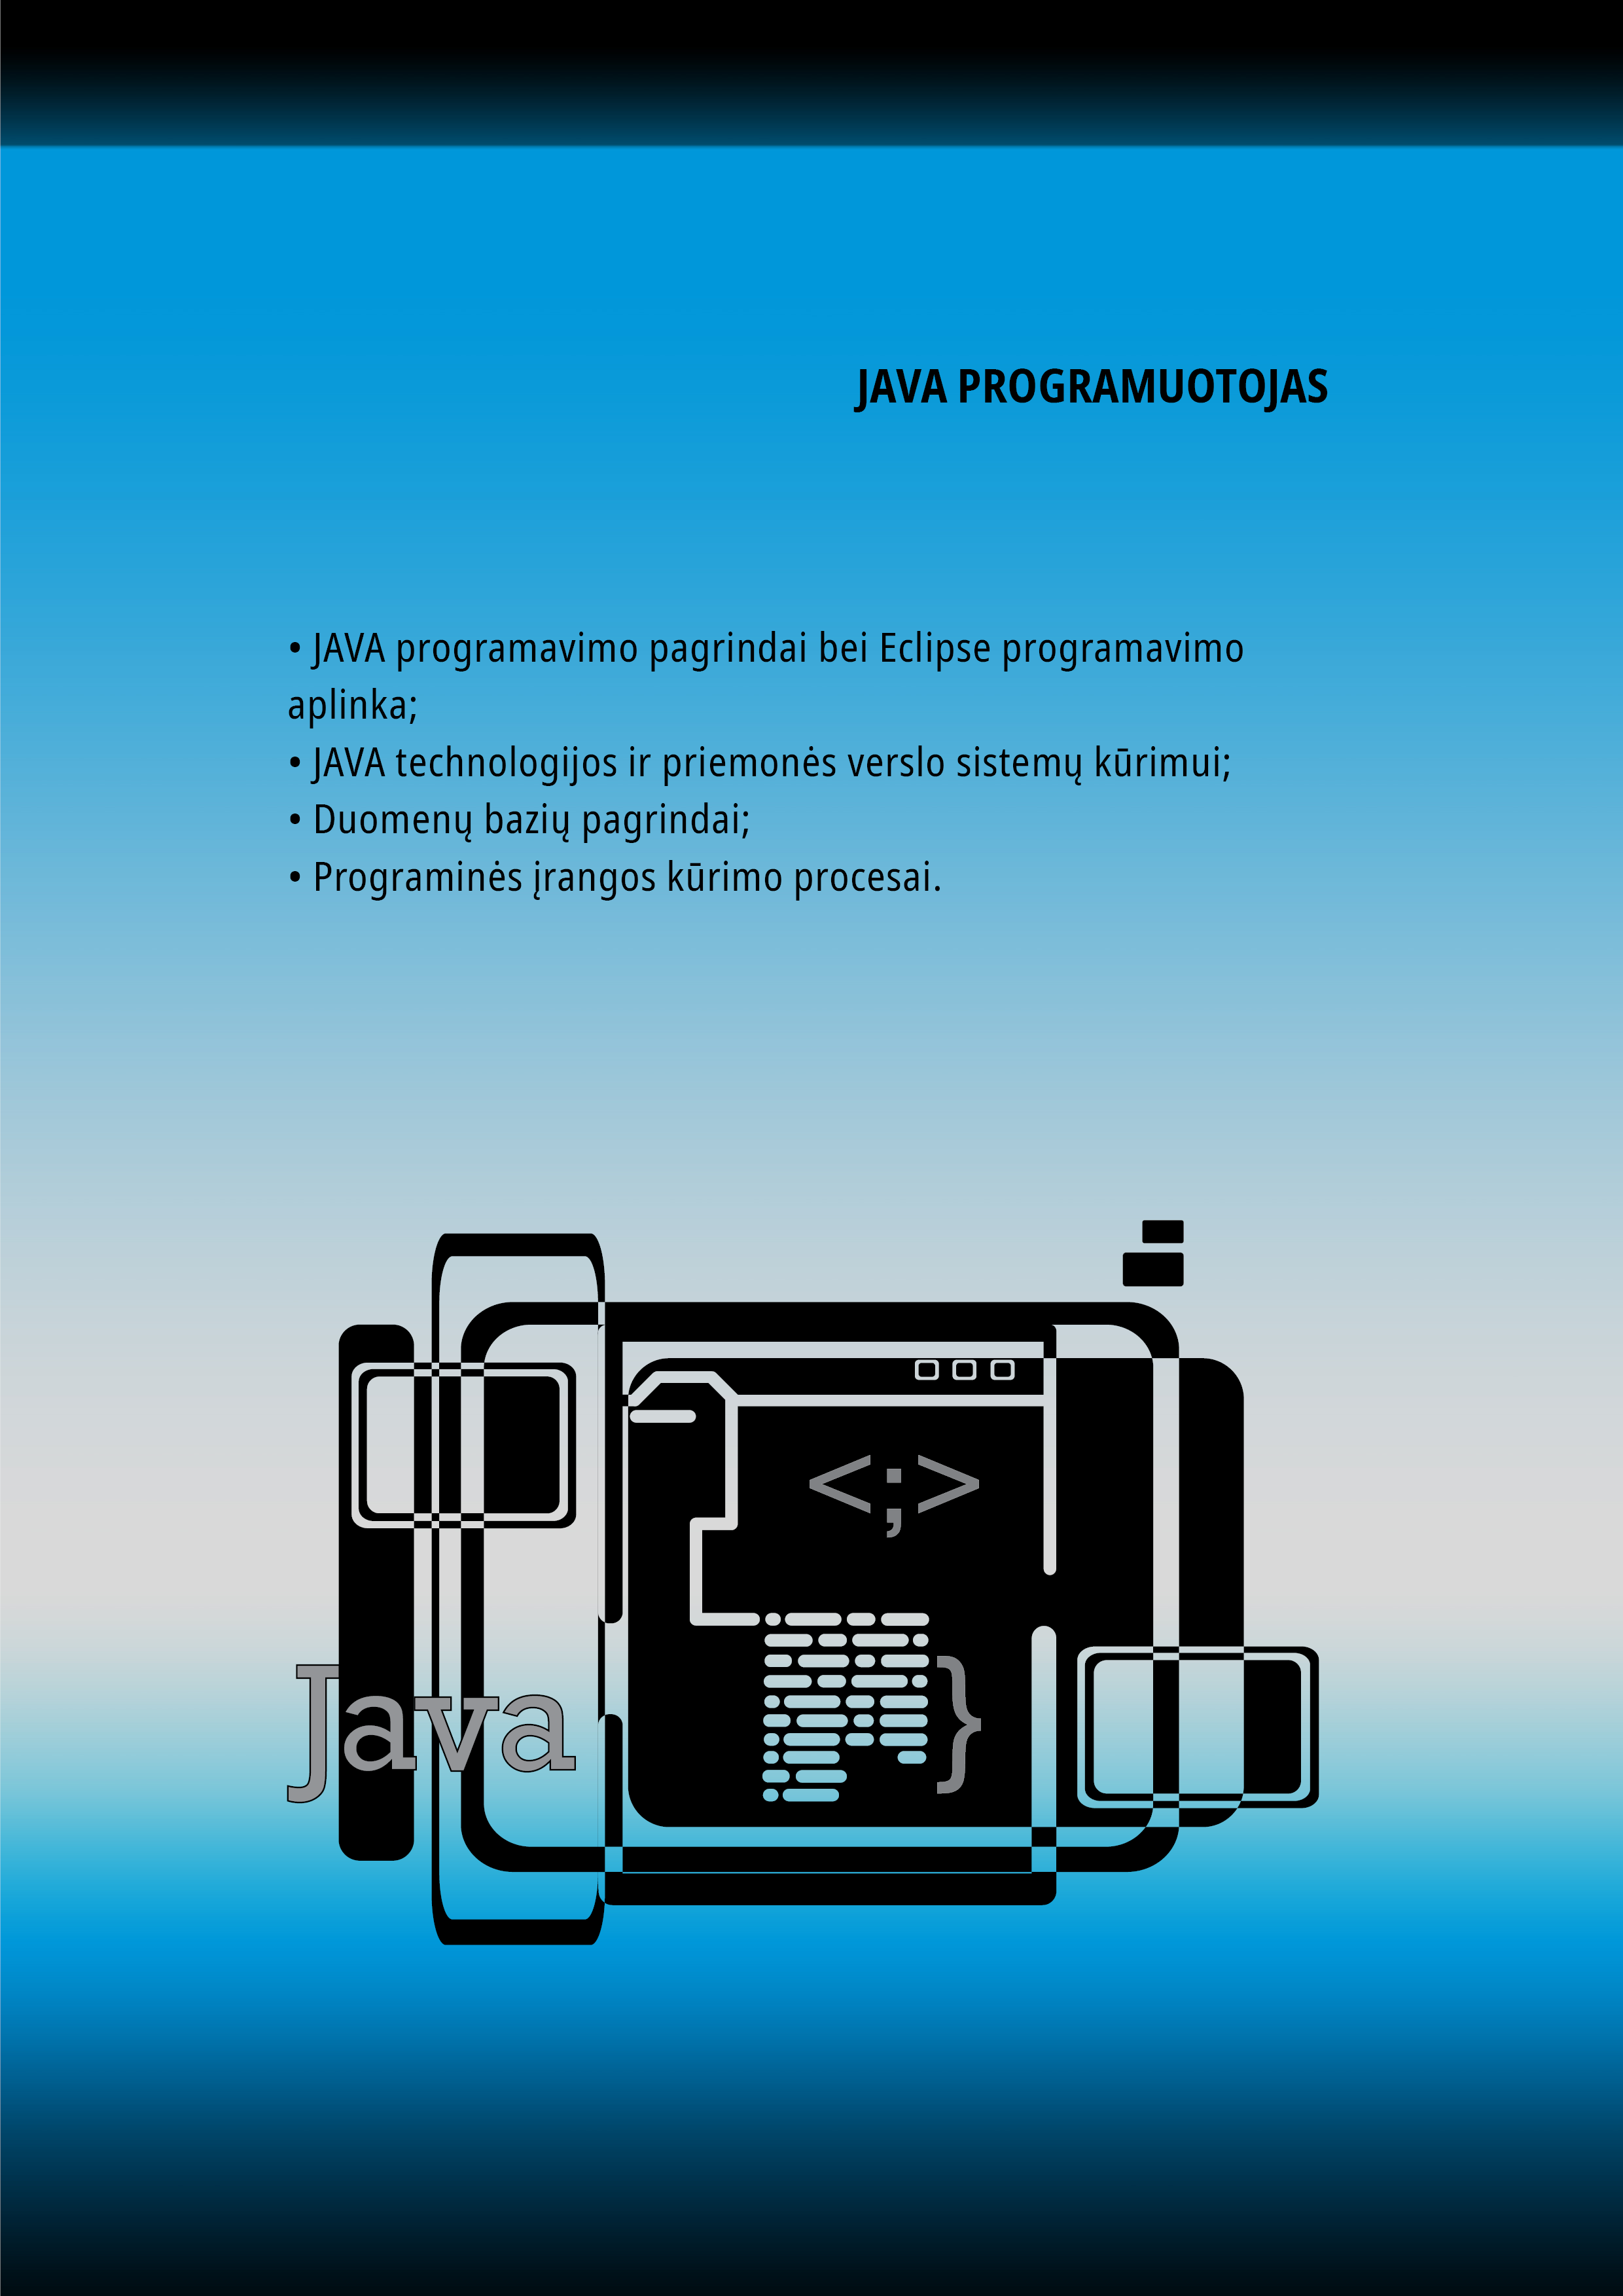 JAVA PROGRAMUOTOJAS
• JAVA programavimo pagrindai bei Eclipse programavimo
aplinka;
• JAVA technologijos ir priemonės verslo sistemų kūrimui;
• Duomenų bazių pagrindai;
• Programinės įrangos kūrimo procesai.
<;>
Java
}